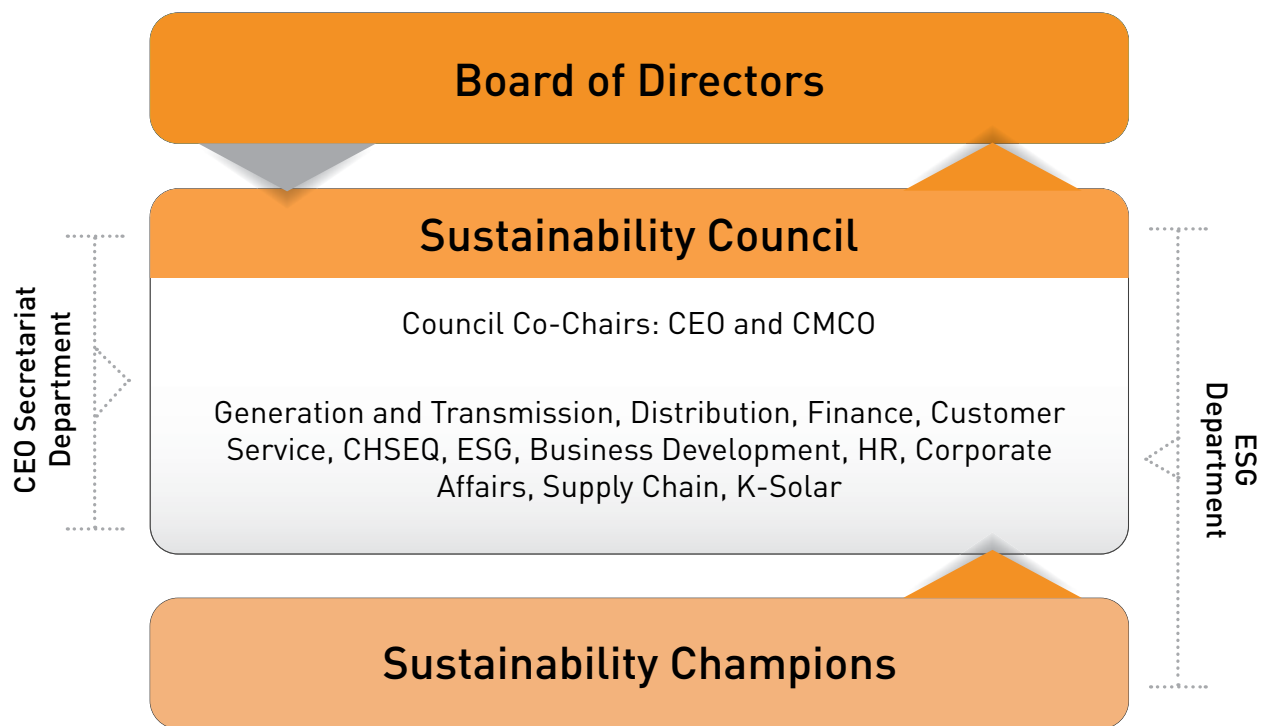 Board of Directors
Sustainability Council
CEO Secretariat
Department
Council Co-Chairs: CEO and CMCO
Generation and Transmission, Distribution, Finance, Customer
Service, CHSEQ, ESG, Business Development, HR, Corporate
Affairs, Supply Chain, K-Solar
ESG
Department
Sustainability Champions